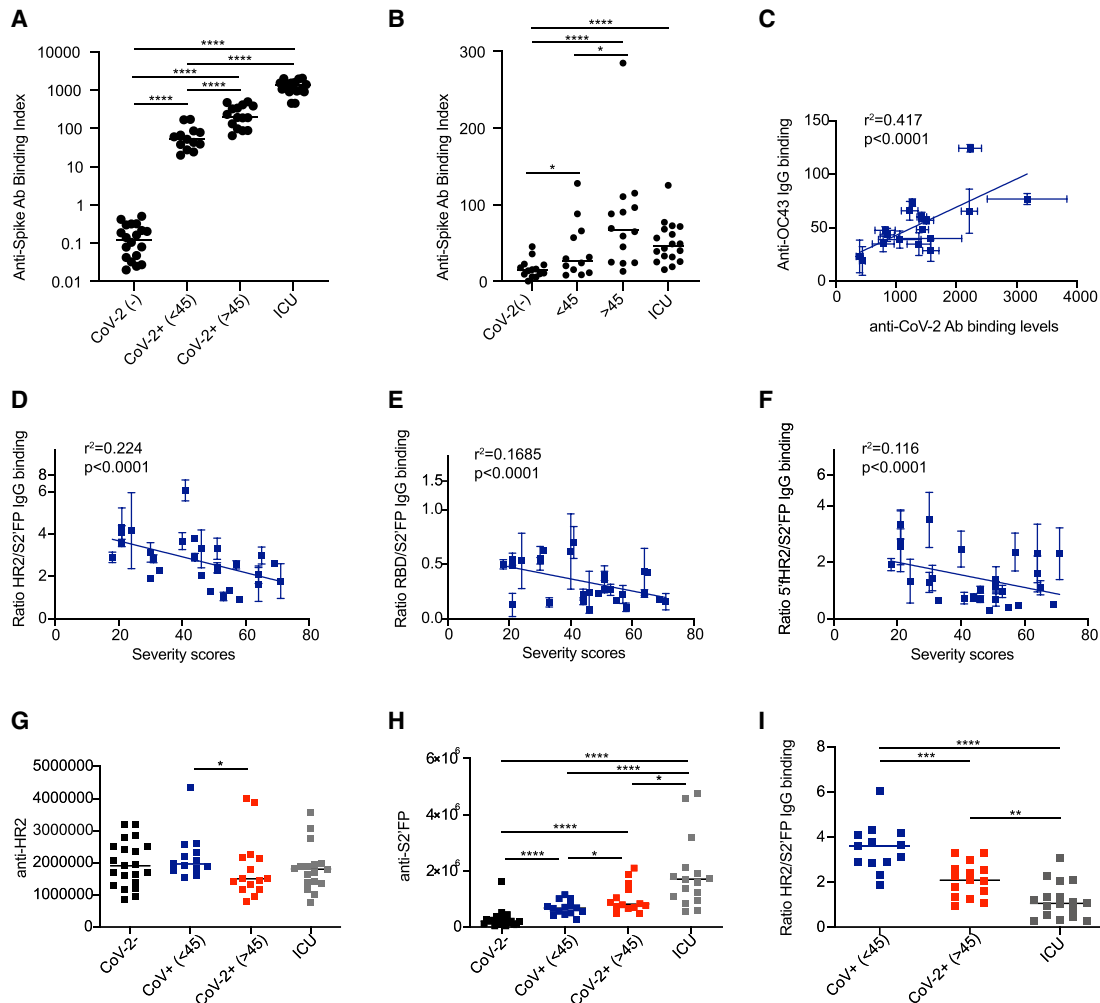 A
Anti-Spike Ab Binding Index
10000
1000
100
10
1
0.1
0.01
****
****
****
****
****
CoV-2 (-)
CoV-2+ (<45)
CoV-2+ (>45)
ICU
B
Anti-Spike Ab Binding Index
300
200
100
0
****
****
*
*
CoV-2(-)
<45
>45
ICU
C
r²=0.417
p<0.0001
Anti-OC43 IgG binding
150
100
50
0
0
1000
2000
3000
4000
anti-CoV-2 Ab binding levels
D
r²=0.224
p<0.0001
Ratio HR2/S2'FP IgG binding
8
6
4
2
0
0
20
40
60
80
Severity scores
E
r²=0.1685
p<0.0001
Ratio RBD/S2'FP IgG binding
1.5
1.0
0.5
0.0
0
20
40
60
80
Severity scores
F
r²=0.116
p<0.0001
Ratio 5'fHR2/S2'FP IgG binding
6
4
2
0
0
20
40
60
80
Severity scores
G
anti-HR2
5000000
4000000
3000000
2000000
1000000
0
*
CoV-2-
CoV+ (<45)
CoV-2+ (>45)
ICU
H
anti-S2'FP
6×10⁶
4×10⁶
2×10⁶
0
****
****
*
****
****
*
CoV-2-
CoV+ (<45)
CoV-2+ (>45)
ICU
I
Ratio HR2/S2'FP IgG binding
8
6
4
2
0
****
***
**
CoV+ (<45)
CoV-2+ (>45)
ICU